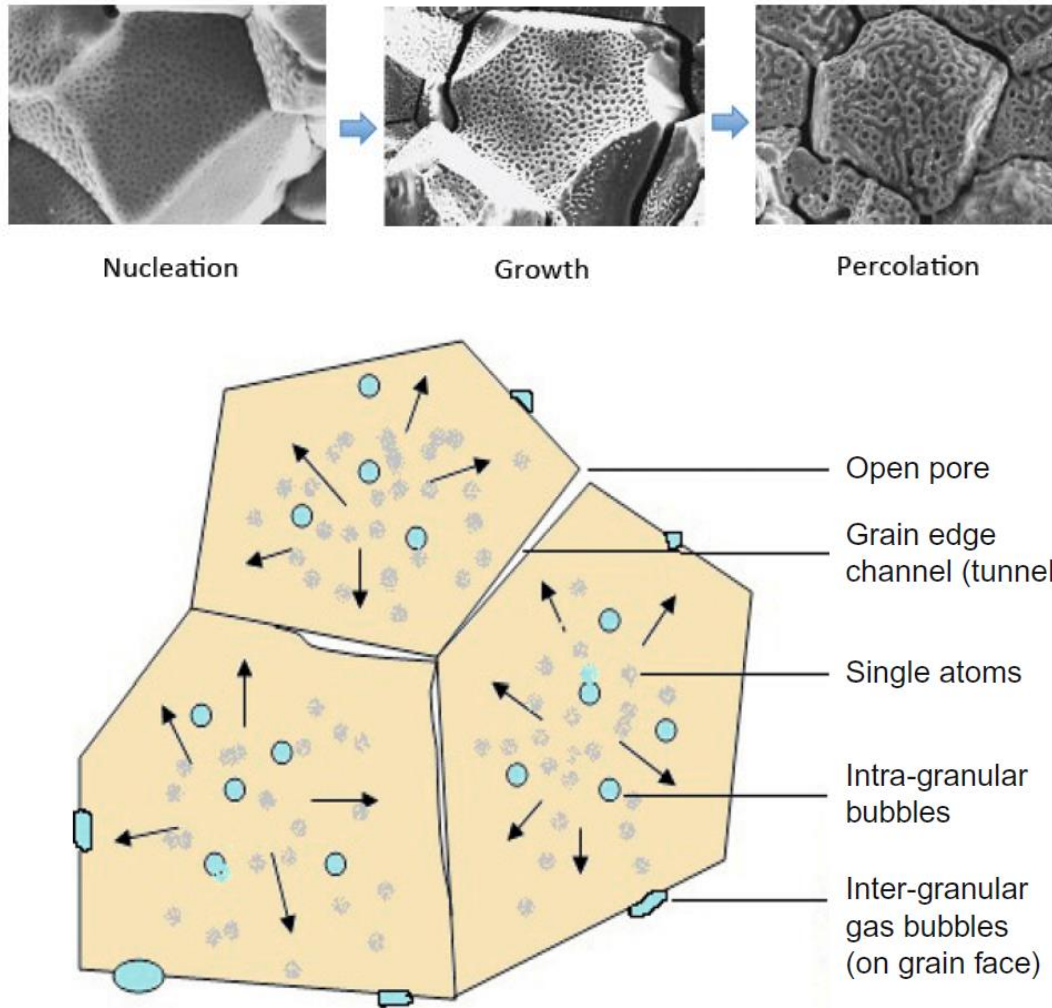 Nucleation
Growth
Percolation
Open pore
Grain edge
channel (tunnel
Single atoms
Intra-granular
bubbles
Inter-granular
gas bubbles
(on grain face)